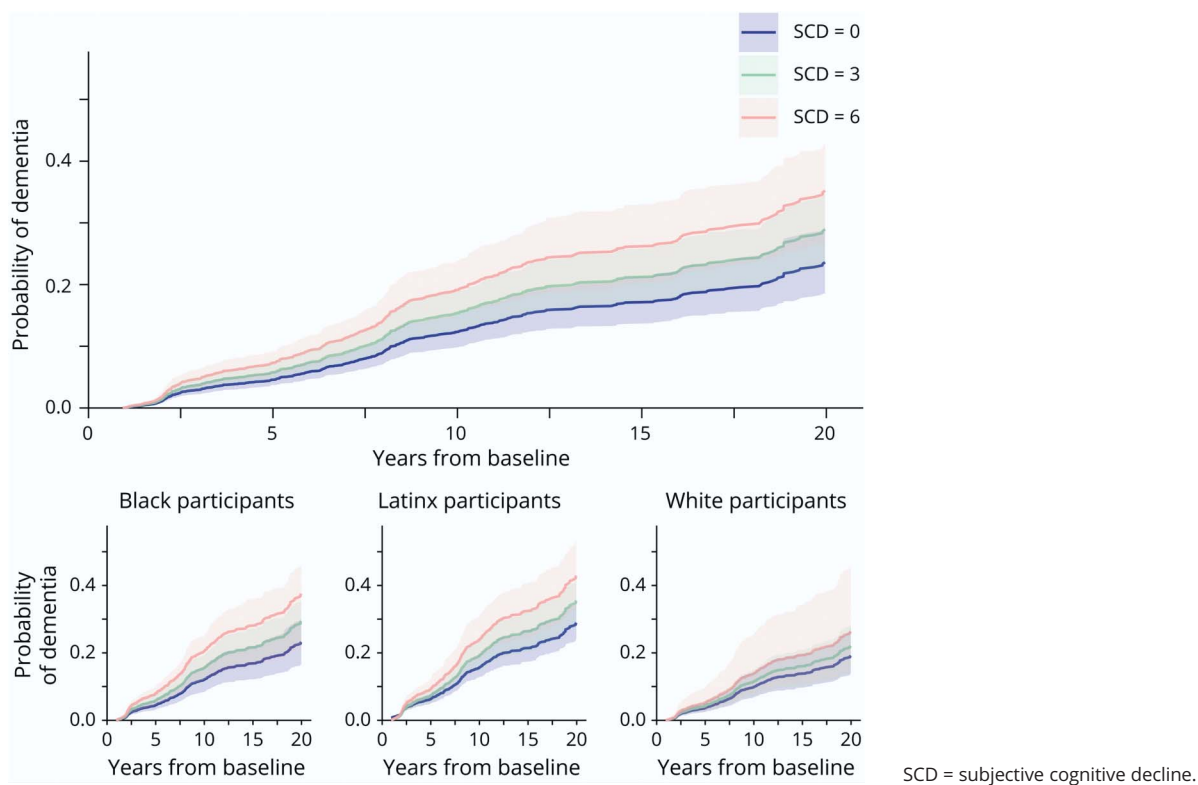 SCD = 0
SCD = 3
SCD = 6
Probability of dementia
0.4
0.2
0.0
0 5 10 15 20
Years from baseline
Black participants Latinx participants White participants
Probability
of dementia
0.4 0.4 0.4
0.2 0.2 0.2
0.0 0.0 0.0
0 5 10 15 20 0 5 10 15 20 0 5 10 15 20
Years from baseline Years from baseline Years from baseline
SCD = subjective cognitive decline.